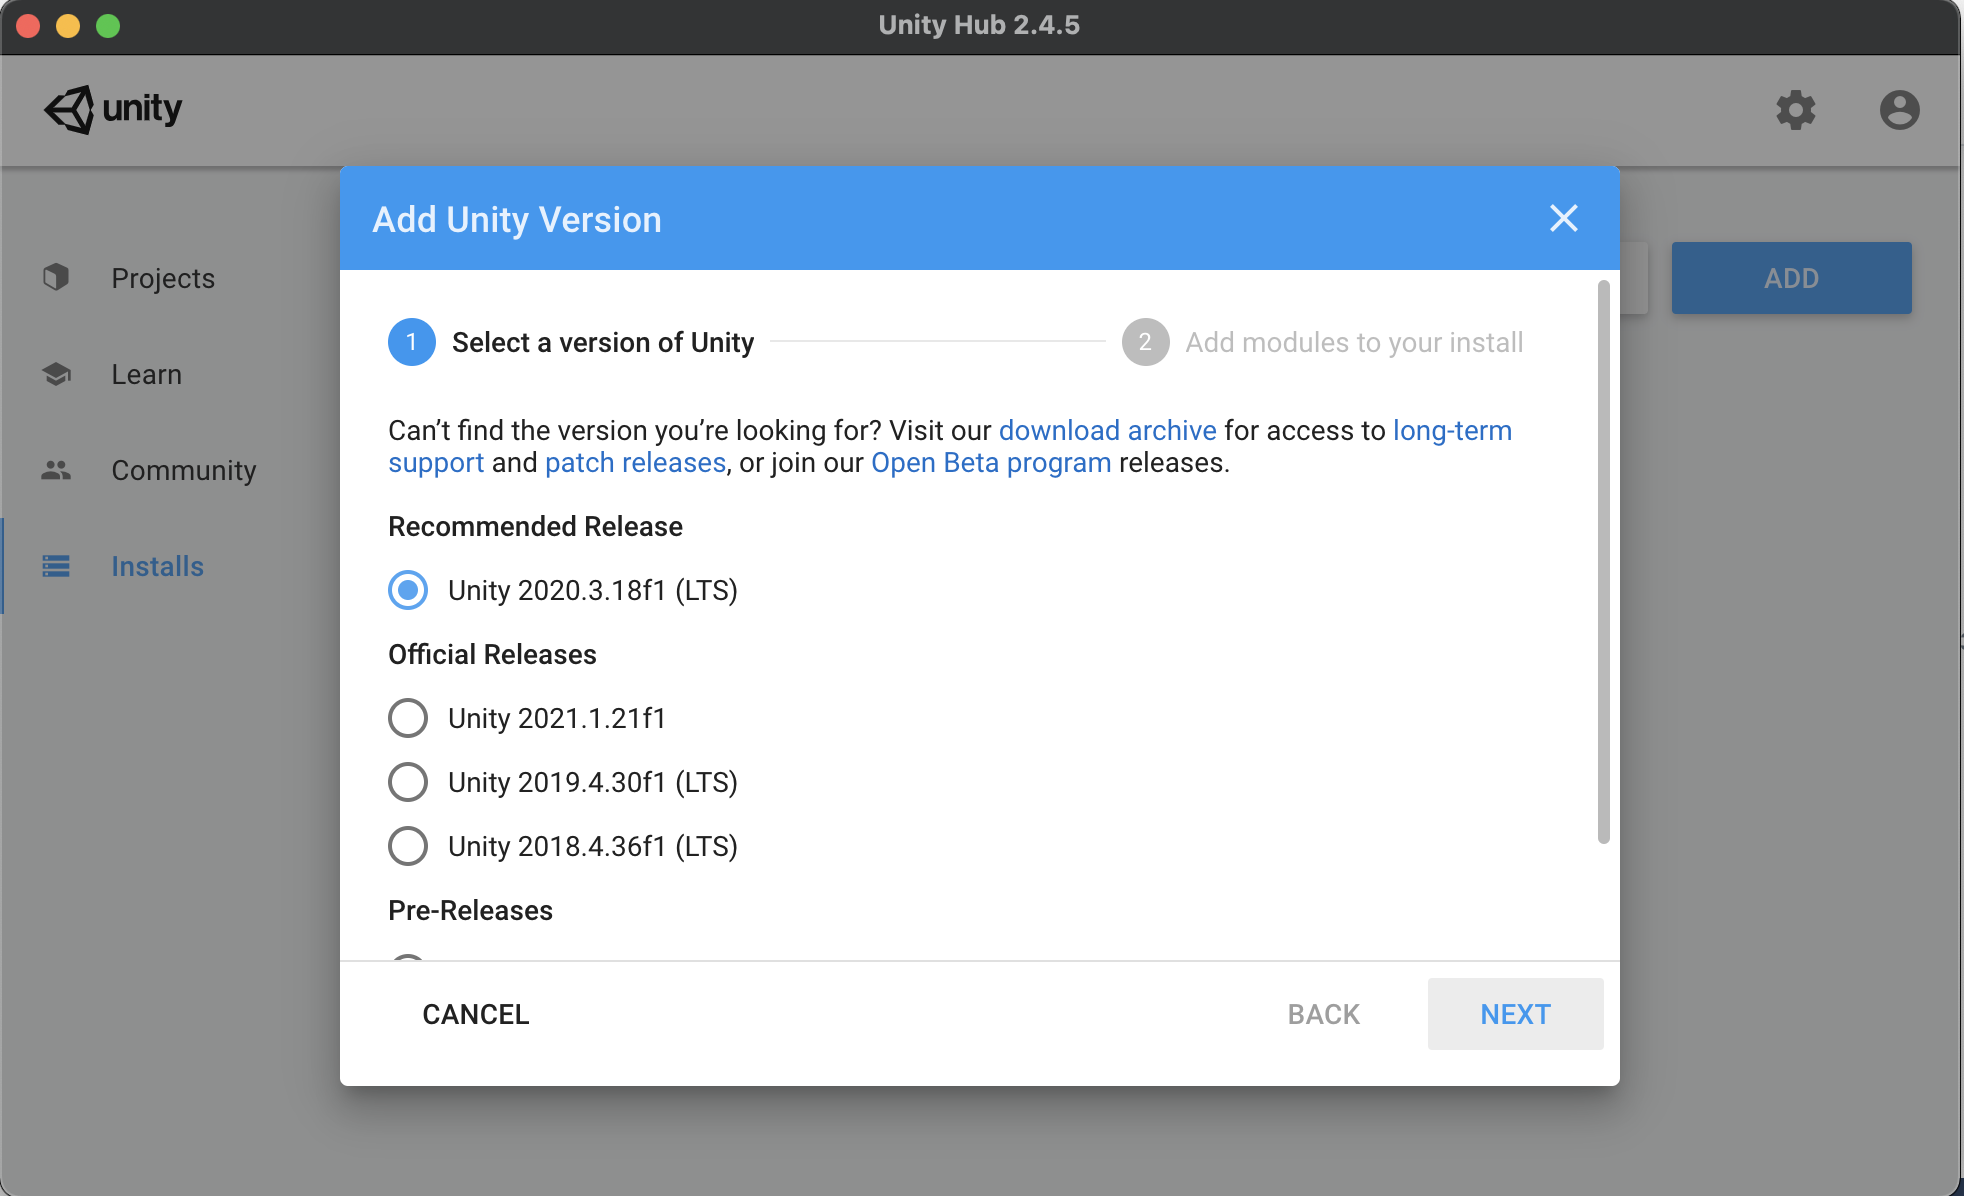 Unity Hub 2.4.5
unity
Add Unity Version
Projects
ADD
1 Select a version of Unity 2 Add modules to your install
Learn
Can’t find the version you’re looking for? Visit our download archive for access to long-term
support and patch releases, or join our Open Beta program releases.
Community
Recommended Release
Installs
Unity 2020.3.18f1 (LTS)
Official Releases
Unity 2021.1.21f1
Unity 2019.4.30f1 (LTS)
Unity 2018.4.36f1 (LTS)
Pre-Releases
CANCEL
BACK
NEXT